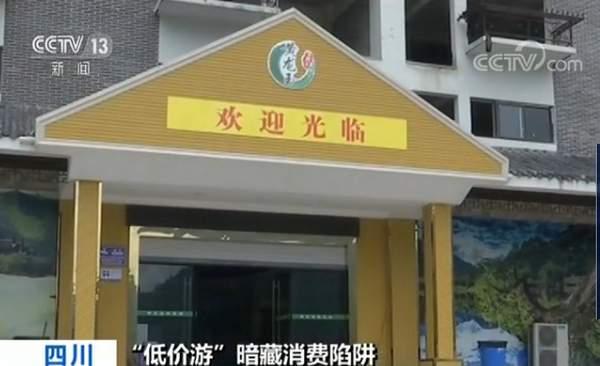 CCTV 13
新闻
CCTV.com
欢迎光临
四川
“低价游”暗藏消费陷阱